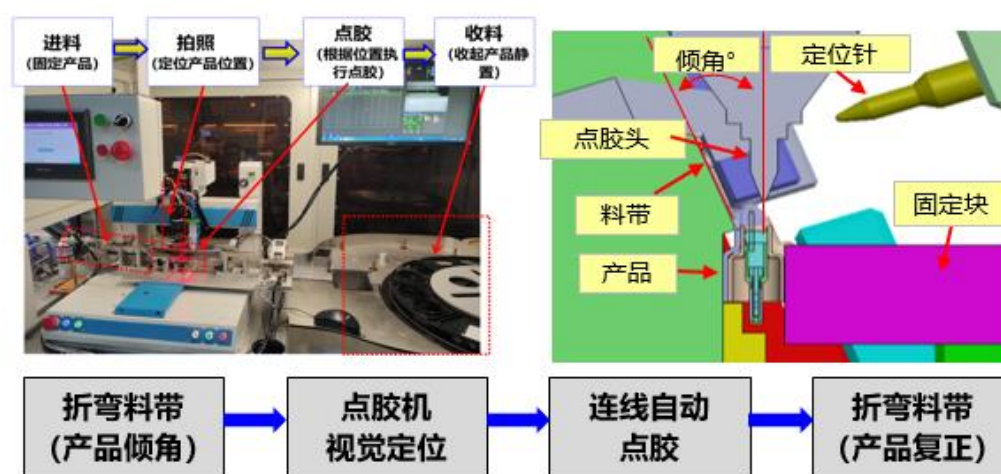 进料
(固定产品)
拍照
(定位产品位置)
点胶
(根据位置执
行点胶)
收料
(收起产品静
置)
倾角°
定位针
点胶头
料带
固定块
产品
折弯料带
(产品倾角)
点胶机
视觉定位
连线自动
点胶
折弯料带
(产品复正)